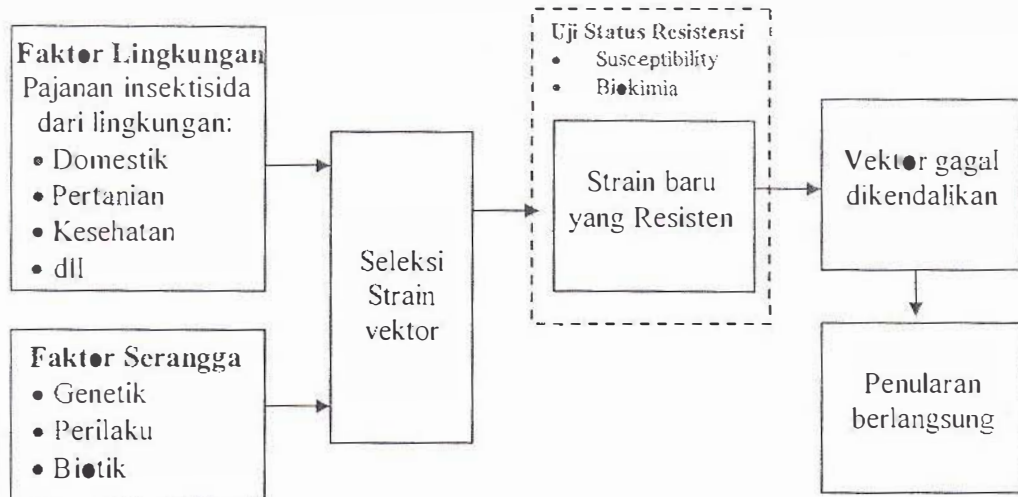 Faktor Lingkungan
Pajanan insektisida
dari lingkungan:
• Domestik
• Pertanian
• Kesehatan
• dll
Faktor Serangga
• Genetik
• Perilaku
• Biotik
Seleksi
Strain
vektor
Uji Status Resistensi
• Susceptibility
• Biokimia
Strain baru
yang Resisten
Vektor gagal
dikendalikan
Penularan
berlangsung